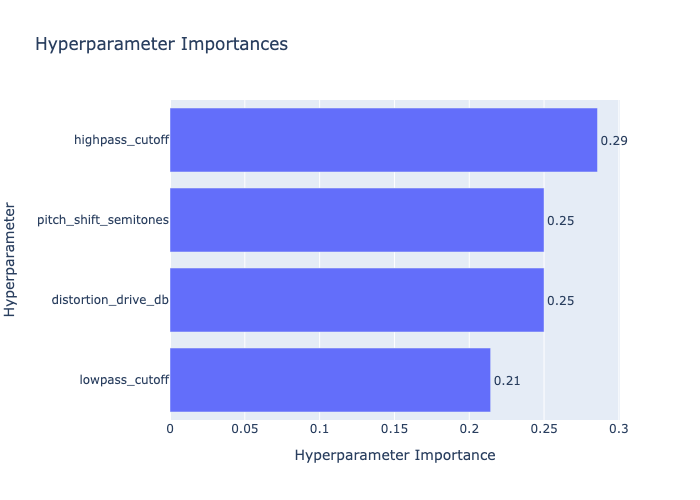 Hyperparameter Importances
Hyperparameter
highpass_cutoff
0.29
pitch_shift_semitones
0.25
distortion_drive_db
0.25
lowpass_cutoff
0.21
0 0.05 0.1 0.15 0.2 0.25 0.3
Hyperparameter Importance